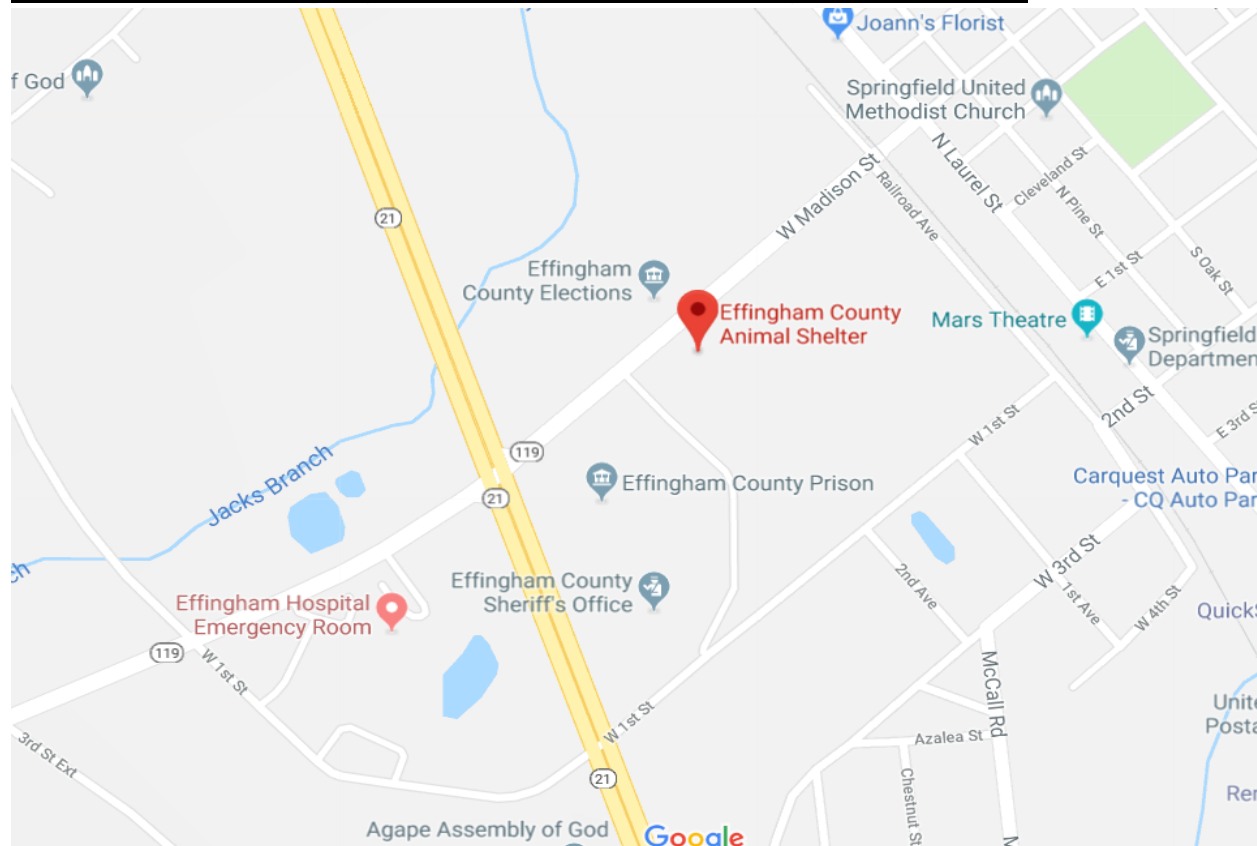 Joann's Florist
f God
Springfield United
Methodist Church
N Laurel St
Cleveland St
W Madison St
Railroad Ave
N Pine St
21
S Oak St
E 1st St
Effingham
County Elections
Effingham County
Animal Shelter
Mars Theatre
Springfield
Departmen
2nd St
W 1st St
E 3rd S
119
Jacks Branch
Effingham County Prison
21
Carquest Auto Par
- CQ Auto Par
ch
W 3rd St
Effingham County
Sheriff's Office
2nd Ave
1st Ave
W 4th St
Effingham Hospital
Emergency Room
QuickS
119
W 1st St
McCall Rd
Unite
Posta
W 1st St
3rd St Ext
Azalea St
21
Chestnut St
Rer
Agape Assembly of God
Google
M